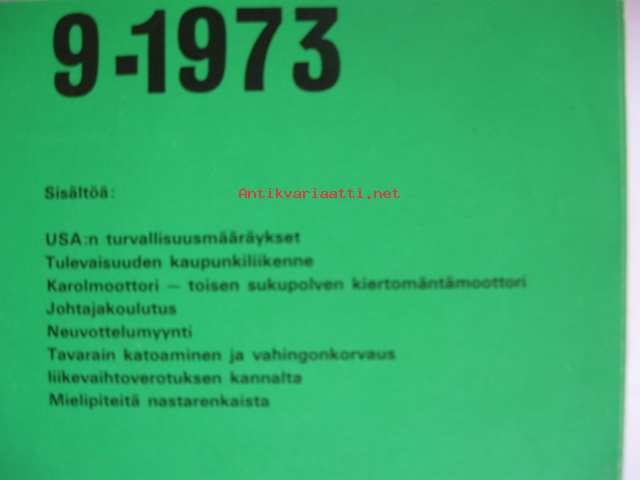 9-1973
Sisältöä:
Antikvariaatti.net
USA:n turvallisuusmääräykset
Tulevaisuuden kaupunkiliikenne
Karolmoottori — toisen sukupolven kiertomäntämoottori
Johtajakoulutus
Neuvottelumyynti
Tavarain katoaminen ja vahingonkorvaus
liikevaihtoverotuksen kannalta
Mielipiteitä nastarenkaista